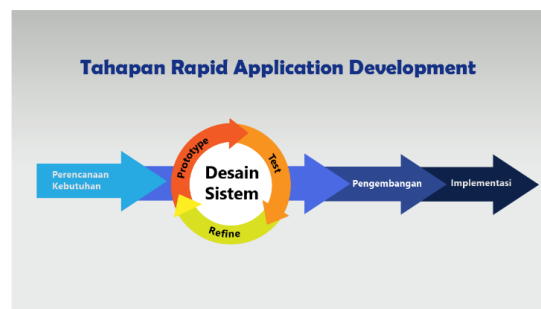 Tahapan Rapid Application Development
Perencanaan
Kebutuhan
Prototype
Test
Refine
Desain
Sistem
Pengembangan
Implementasi